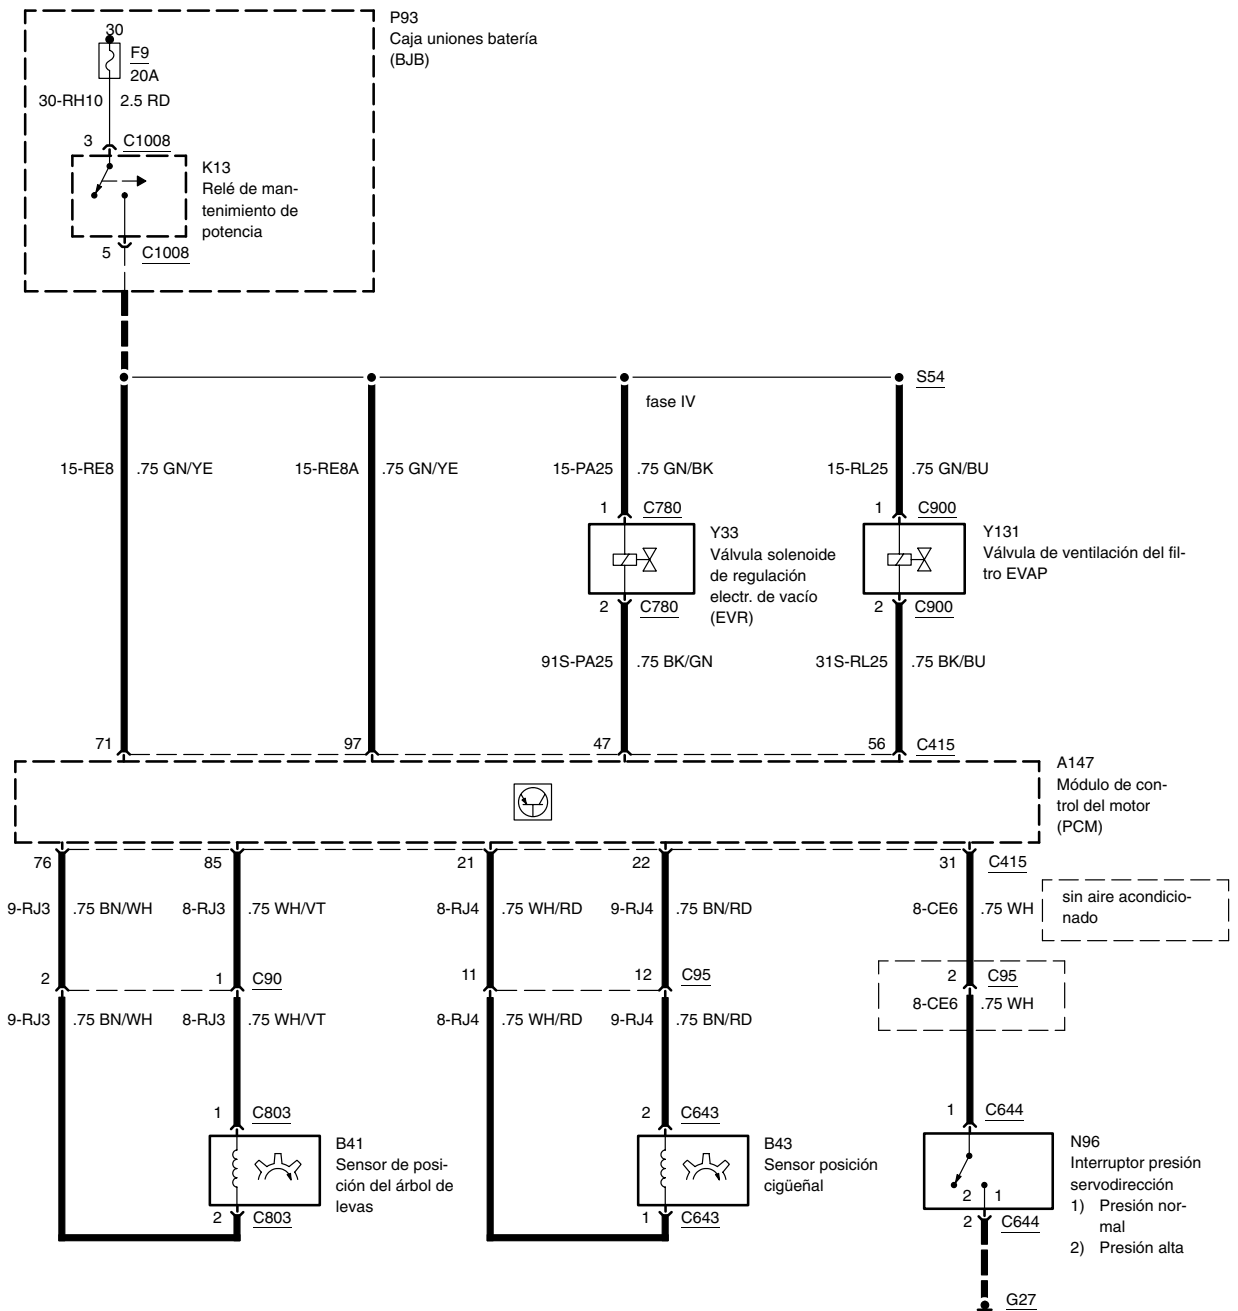 P93
Caja uniones batería
(BJB)
30
F9
20A
30-RH10 2.5 RD
3 C1008
K13
Relé de man-
tenimiento de
potencia
5 C1008
S54
fase IV
15-RE8 .75 GN/YE 15-RE8A .75 GN/YE 15-PA25 .75 GN/BK 15-RL25 .75 GN/BU
1 C780 1 C900
Y33
Válvula solenoide
de regulación
electr. de vacío
(EVR)
Y131
Válvula de ventilación del fil-
tro EVAP
2 C780 2 C900
91S-PA25 .75 BK/GN 31S-RL25 .75 BK/BU
71 97 47 56 C415
A147
Módulo de con-
trol del motor
(PCM)
76 85 21 22 31 C415
9-RJ3 .75 BN/WH 8-RJ3 .75 WH/VT 8-RJ4 .75 WH/RD 9-RJ4 .75 BN/RD 8-CE6 .75 WH
sin aire acondicio-
nado
2 1 C90 11 12 C95 2 C95
9-RJ3 .75 BN/WH 8-RJ3 .75 WH/VT 8-RJ4 .75 WH/RD 9-RJ4 .75 BN/RD 8-CE6 .75 WH
1 C803 2 C643 1 C644
B41
Sensor de posi-
ción del árbol de
levas
B43
Sensor posición
cigüeñal
N96
Interruptor presión
servodirección
1) Presión nor-
mal
2) Presión alta
2 1
2 C803 1 C643 2 C644
G27